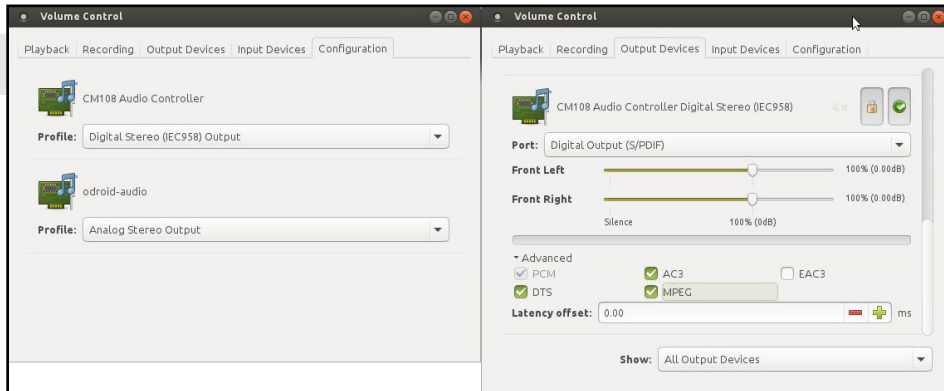 Volume Control
Playback Recording Output Devices Input Devices Configuration
CM108 Audio Controller
Profile: Digital Stereo (IEC958) Output
odroid-audio
Profile: Analog Stereo Output
Volume Control
Playback Recording Output Devices Input Devices Configuration
CM108 Audio Controller Digital Stereo (IEC958)
Port: Digital Output (S/PDIF)
Front Left 100% (0.00dB)
Front Right 100% (0.00dB)
Silence 100% (0dB)
Advanced
PCM AC3 EAC3
DTS MPEG
Latency offset: 0.00 ms
Show: All Output Devices